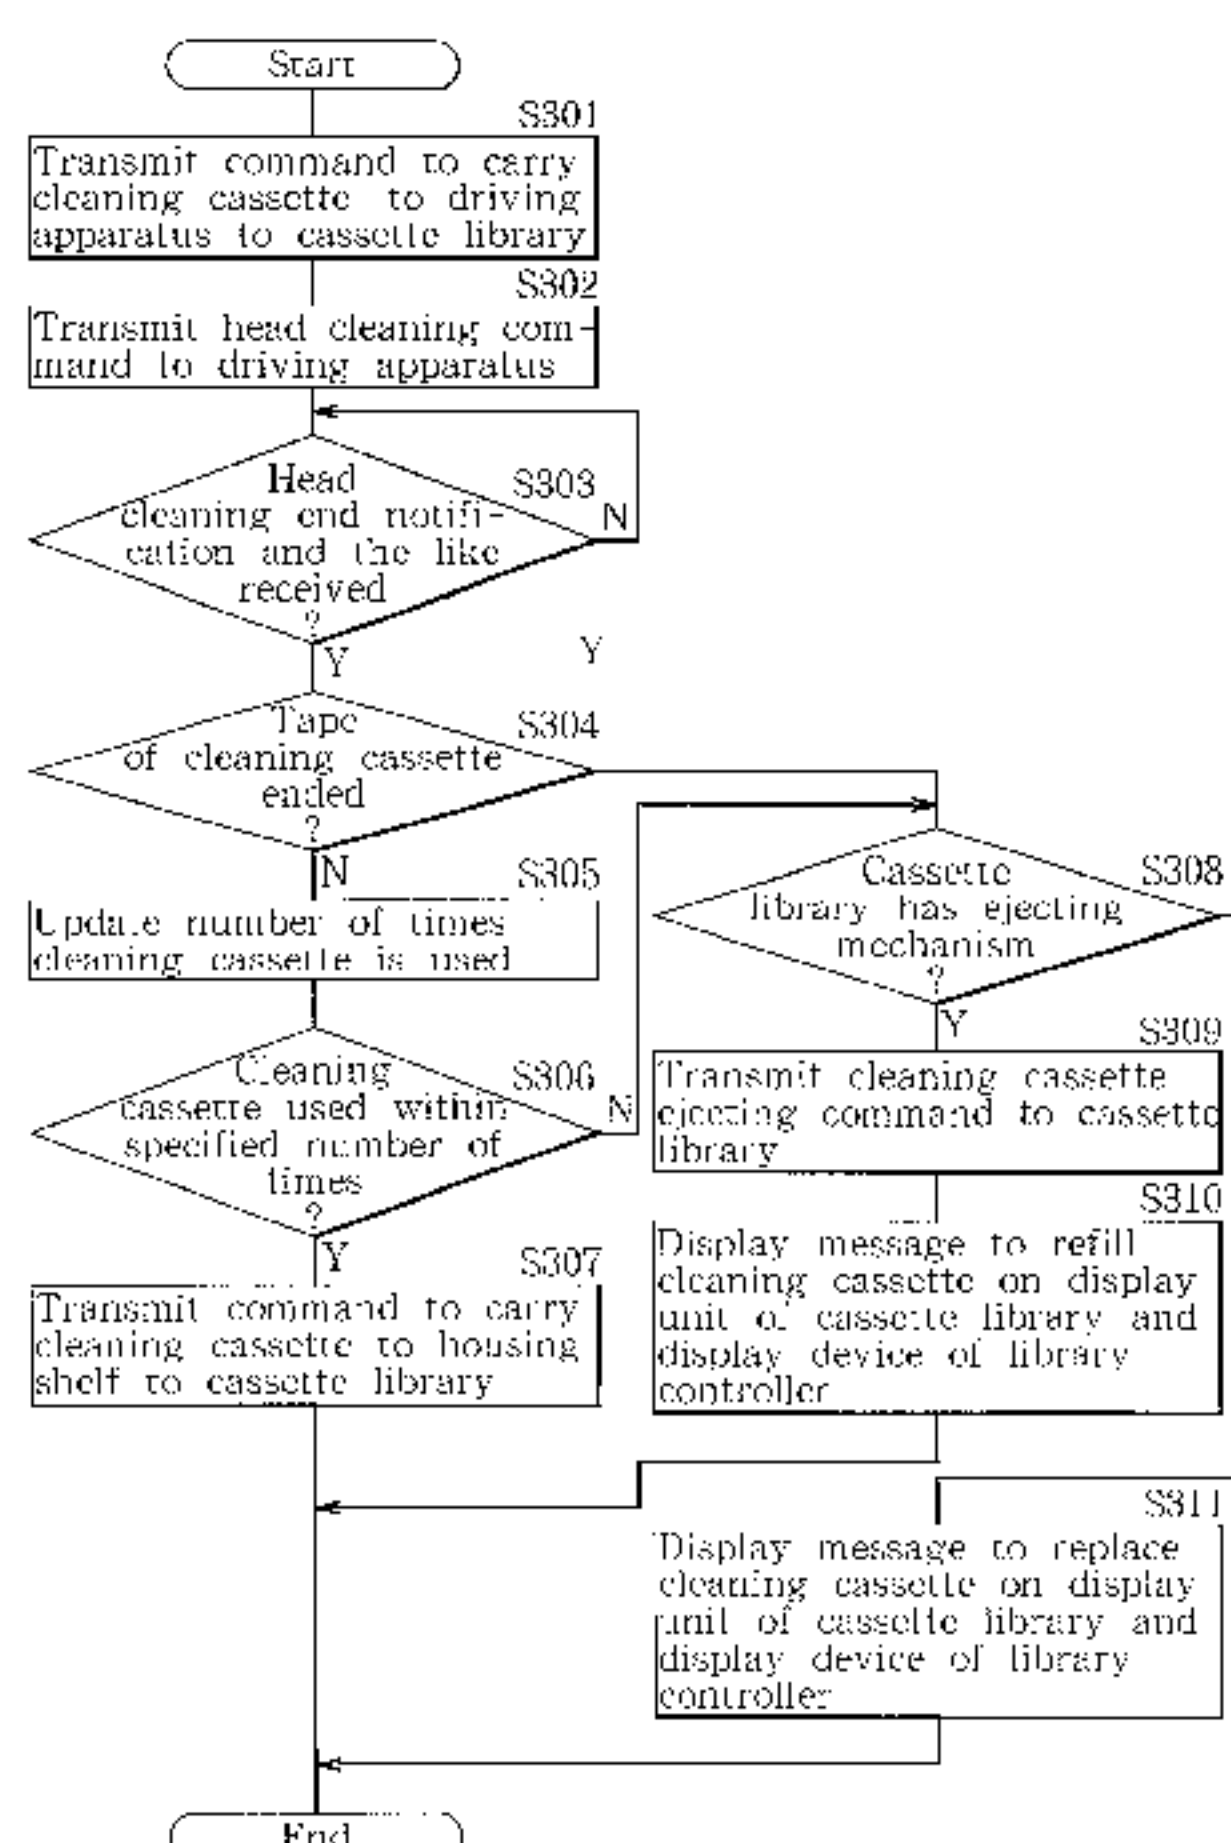 Start
S301
Transmit command to carry
cleaning cassette to driving
apparatus to cassette library
S302
Transmit head cleaning com-
mand to driving apparatus
S303
Head
cleaning end notifi-
cation and the like
received
?
N
Y
Y
S304
Tape
of cleaning cassette
ended
?
N
S305
Update number of times
cleaning cassette is used
S306
Cleaning
cassette used within
specified number of
times
?
N
Y
S307
Transmit command to carry
cleaning cassette to housing
shelf to cassette library
S308
Cassette
library has ejecting
mechanism
?
Y
S309
Transmit cleaning cassette
ejecting command to cassette
library
S310
Display message to refill
cleaning cassette on display
unit of cassette library and
display device of library
controller
S311
Display message to replace
cleaning cassette on display
unit of cassette library and
display device of library
controller
End